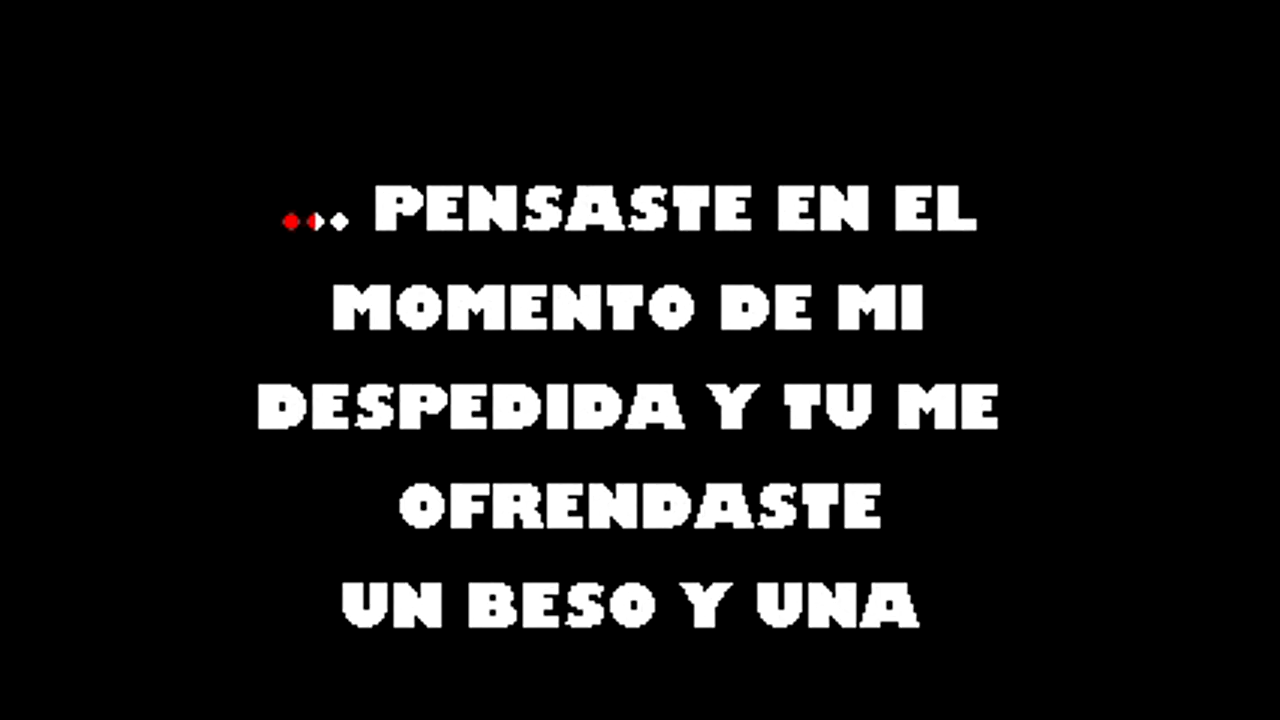 ... PENSASTE EN EL
MOMENTO DE MI
DESPEDIDA Y TU ME
OFRENDASTE
UN BESO Y UNA